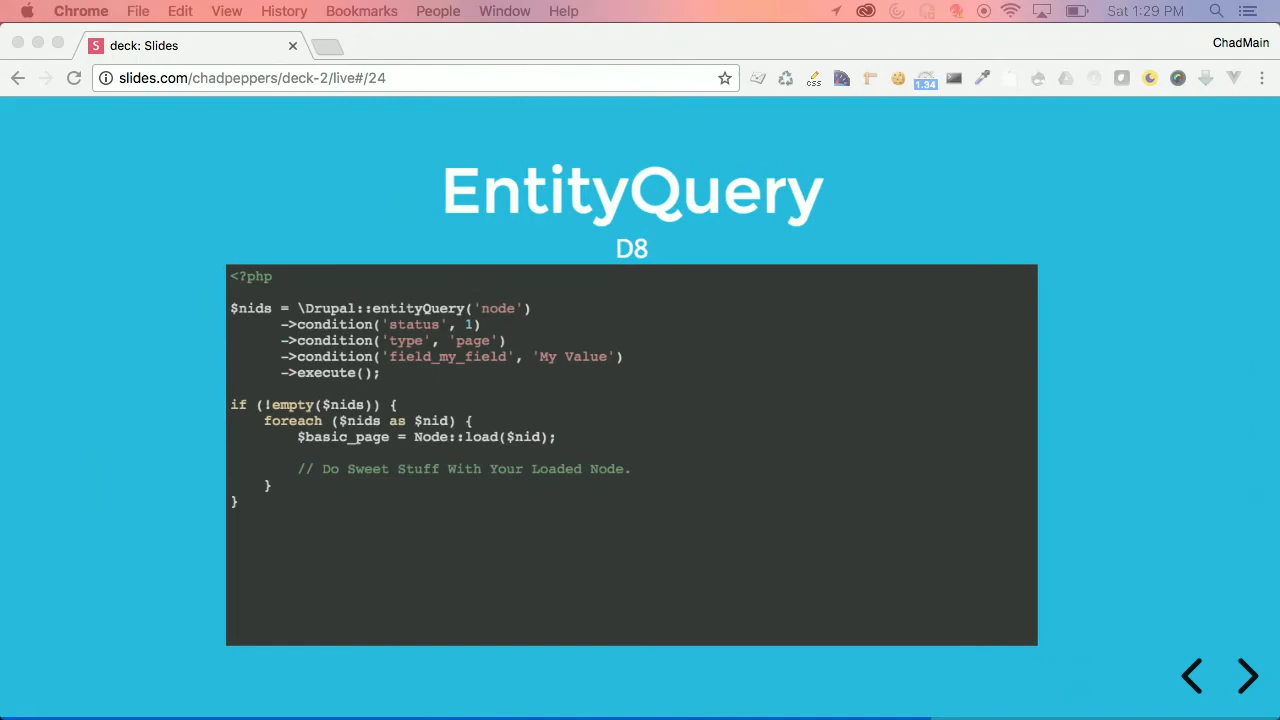 Chrome File Edit View History Bookmarks People Window Help Sat 1:29 PM
deck: Slides ChadMain
slides.com/chadpeppers/deck-2/live#/24
css 1.34
EntityQuery
D8
<?php
$nids = \Drupal::entityQuery('node')
->condition('status', 1)
->condition('type', 'page')
->condition('field_my_field', 'My Value')
->execute();
if (!empty($nids)) {
foreach ($nids as $nid) {
$basic_page = Node::load($nid);
// Do Sweet Stuff With Your Loaded Node.
}
}